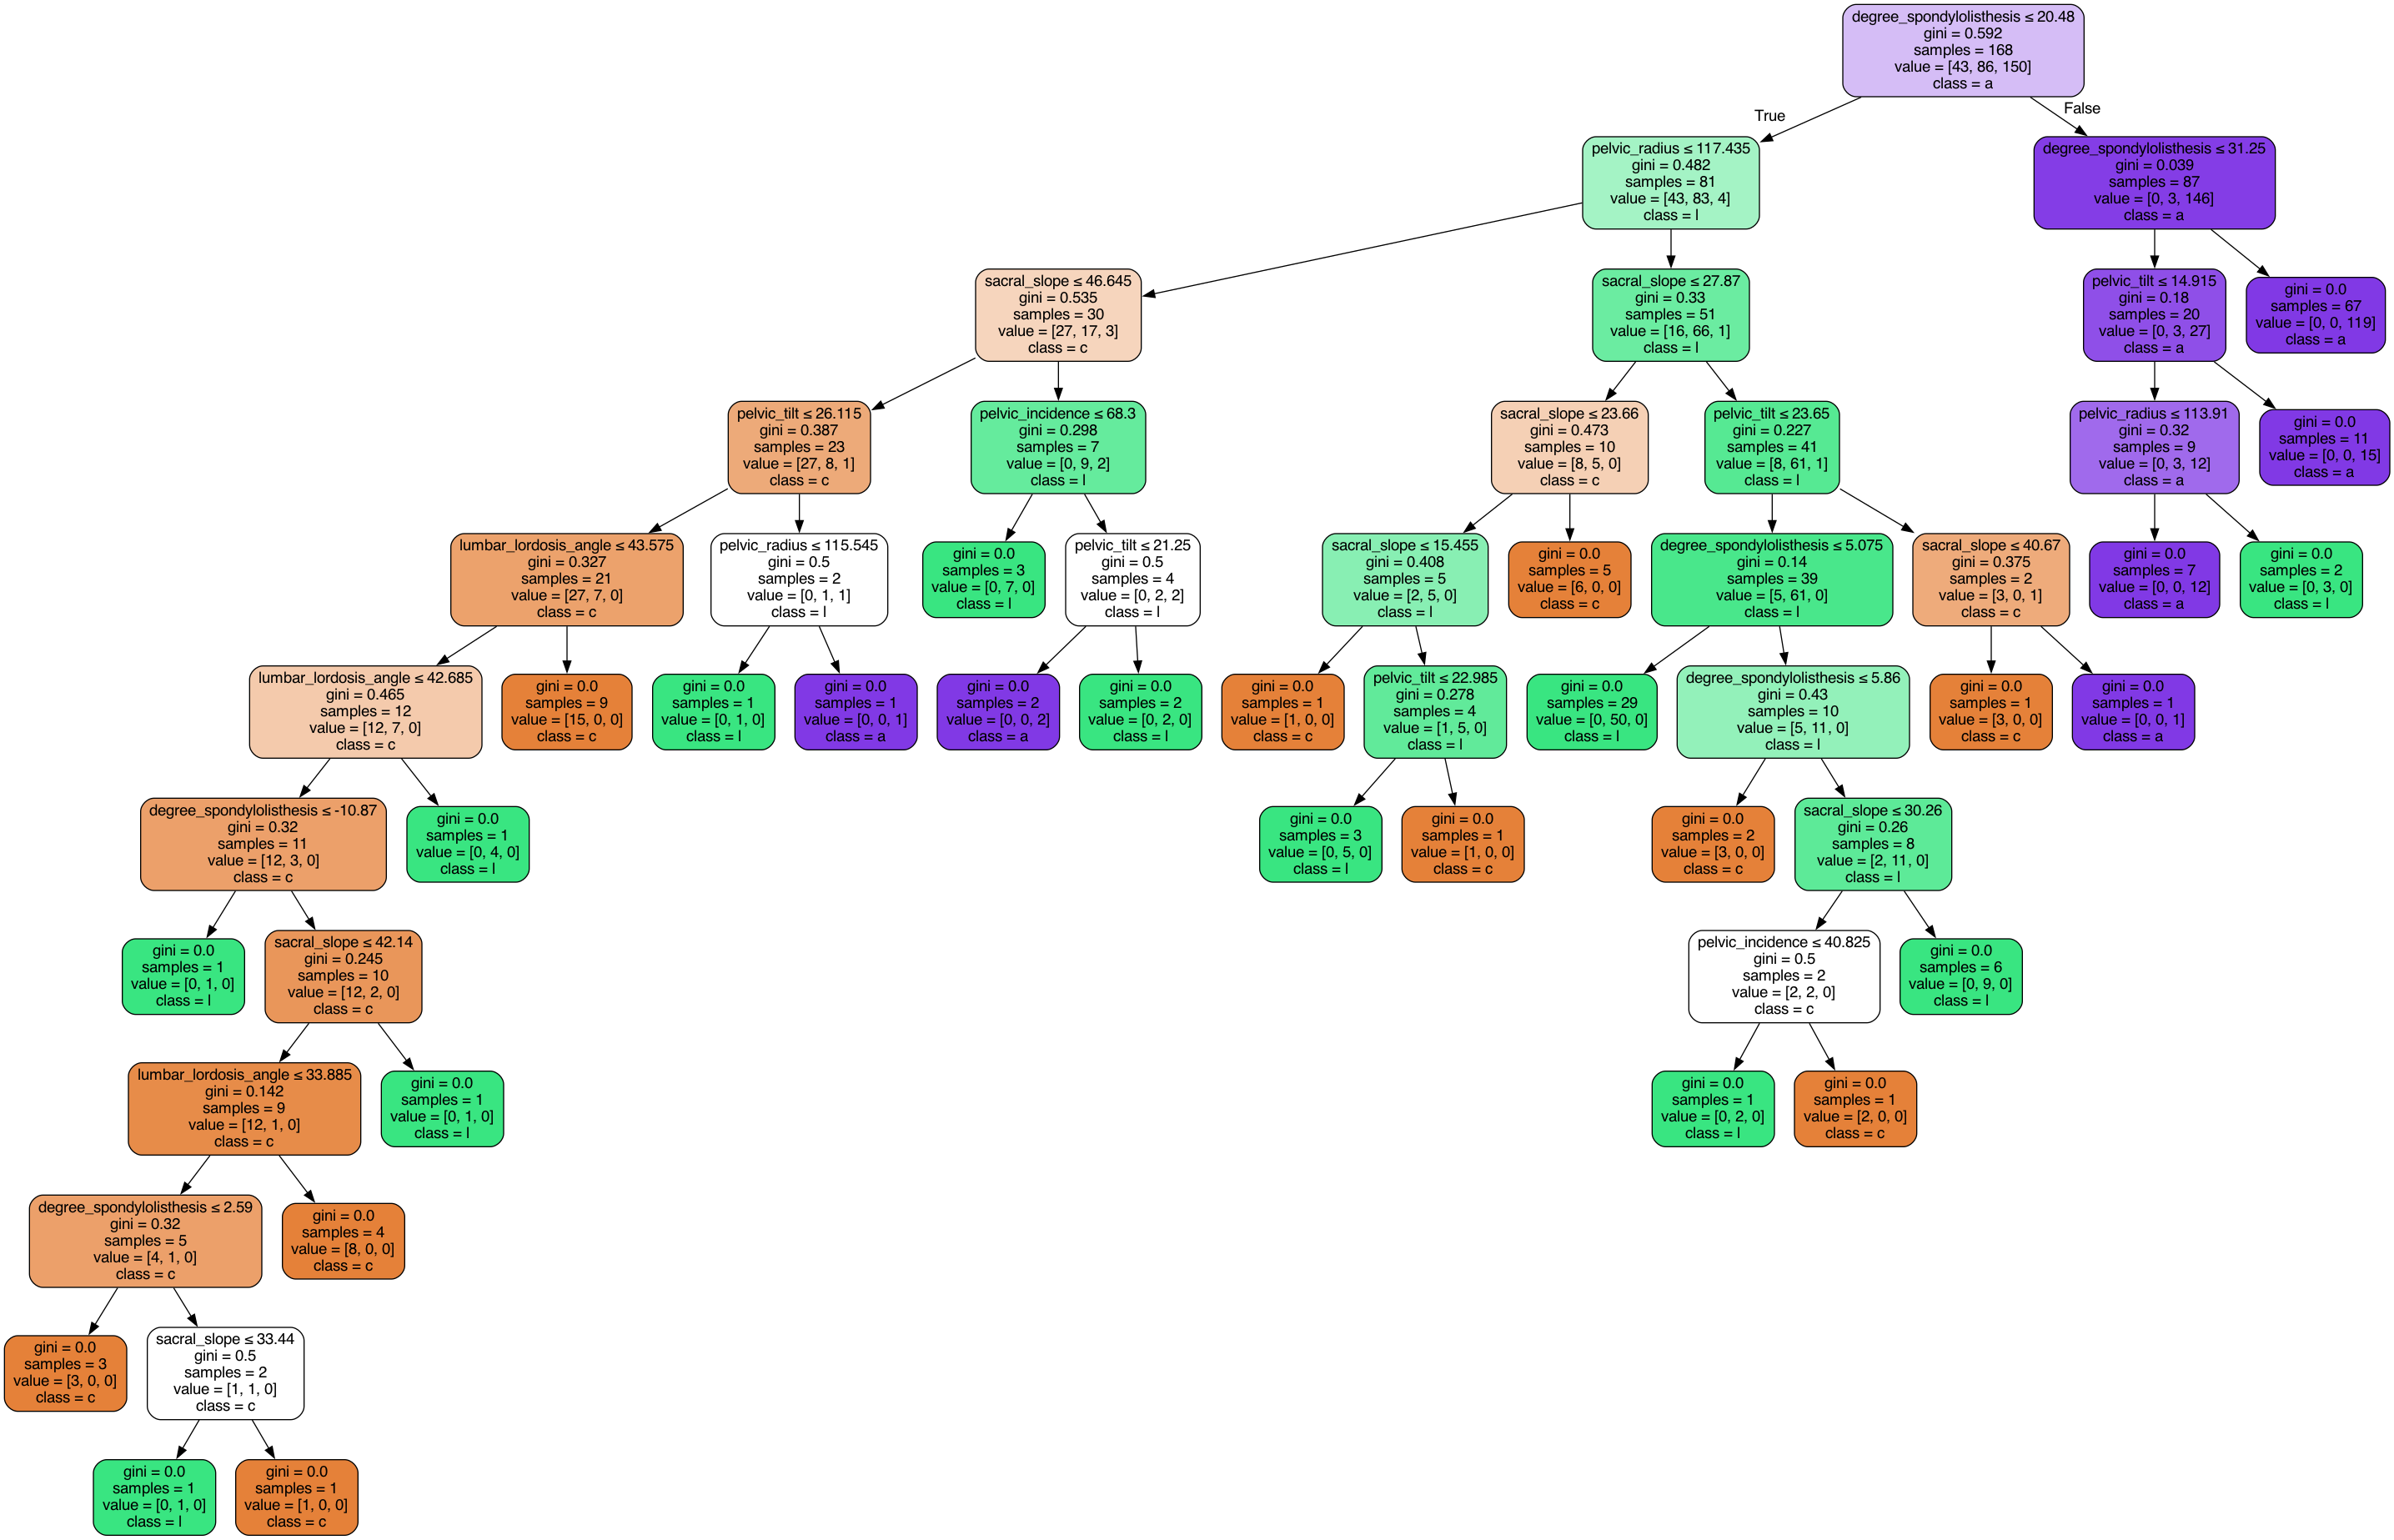 degree_spondylolisthesis ≤ 20.48
gini = 0.592
samples = 168
value = [43, 86, 150]
class = a
True
False
pelvic_radius ≤ 117.435
gini = 0.482
samples = 81
value = [43, 83, 4]
class = l
degree_spondylolisthesis ≤ 31.25
gini = 0.039
samples = 87
value = [0, 3, 146]
class = a
sacral_slope ≤ 46.645
gini = 0.535
samples = 30
value = [27, 17, 3]
class = c
sacral_slope ≤ 27.87
gini = 0.33
samples = 51
value = [16, 66, 1]
class = l
pelvic_tilt ≤ 14.915
gini = 0.18
samples = 20
value = [0, 3, 27]
class = a
gini = 0.0
samples = 67
value = [0, 0, 119]
class = a
pelvic_tilt ≤ 26.115
gini = 0.387
samples = 23
value = [27, 8, 1]
class = c
pelvic_incidence ≤ 68.3
gini = 0.298
samples = 7
value = [0, 9, 2]
class = l
sacral_slope ≤ 23.66
gini = 0.473
samples = 10
value = [8, 5, 0]
class = c
pelvic_tilt ≤ 23.65
gini = 0.227
samples = 41
value = [8, 61, 1]
class = l
pelvic_radius ≤ 113.91
gini = 0.32
samples = 9
value = [0, 3, 12]
class = a
gini = 0.0
samples = 11
value = [0, 0, 15]
class = a
lumbar_lordosis_angle ≤ 43.575
gini = 0.327
samples = 21
value = [27, 7, 0]
class = c
pelvic_radius ≤ 115.545
gini = 0.5
samples = 2
value = [0, 1, 1]
class = l
gini = 0.0
samples = 3
value = [0, 7, 0]
class = l
pelvic_tilt ≤ 21.25
gini = 0.5
samples = 4
value = [0, 2, 2]
class = l
sacral_slope ≤ 15.455
gini = 0.408
samples = 5
value = [2, 5, 0]
class = l
gini = 0.0
samples = 5
value = [6, 0, 0]
class = c
degree_spondylolisthesis ≤ 5.075
gini = 0.14
samples = 39
value = [5, 61, 0]
class = l
sacral_slope ≤ 40.67
gini = 0.375
samples = 2
value = [3, 0, 1]
class = c
gini = 0.0
samples = 7
value = [0, 0, 12]
class = a
gini = 0.0
samples = 2
value = [0, 3, 0]
class = l
lumbar_lordosis_angle ≤ 42.685
gini = 0.465
samples = 12
value = [12, 7, 0]
class = c
gini = 0.0
samples = 9
value = [15, 0, 0]
class = c
gini = 0.0
samples = 1
value = [0, 1, 0]
class = l
gini = 0.0
samples = 1
value = [0, 0, 1]
class = a
gini = 0.0
samples = 2
value = [0, 0, 2]
class = a
gini = 0.0
samples = 2
value = [0, 2, 0]
class = l
gini = 0.0
samples = 1
value = [1, 0, 0]
class = c
pelvic_tilt ≤ 22.985
gini = 0.278
samples = 4
value = [1, 5, 0]
class = l
gini = 0.0
samples = 29
value = [0, 50, 0]
class = l
degree_spondylolisthesis ≤ 5.86
gini = 0.43
samples = 10
value = [5, 11, 0]
class = l
gini = 0.0
samples = 1
value = [3, 0, 0]
class = c
gini = 0.0
samples = 1
value = [0, 0, 1]
class = a
degree_spondylolisthesis ≤ -10.87
gini = 0.32
samples = 11
value = [12, 3, 0]
class = c
gini = 0.0
samples = 1
value = [0, 4, 0]
class = l
gini = 0.0
samples = 3
value = [0, 5, 0]
class = l
gini = 0.0
samples = 1
value = [1, 0, 0]
class = c
gini = 0.0
samples = 2
value = [3, 0, 0]
class = c
sacral_slope ≤ 30.26
gini = 0.26
samples = 8
value = [2, 11, 0]
class = l
gini = 0.0
samples = 1
value = [0, 1, 0]
class = l
sacral_slope ≤ 42.14
gini = 0.245
samples = 10
value = [12, 2, 0]
class = c
pelvic_incidence ≤ 40.825
gini = 0.5
samples = 2
value = [2, 2, 0]
class = c
gini = 0.0
samples = 6
value = [0, 9, 0]
class = l
lumbar_lordosis_angle ≤ 33.885
gini = 0.142
samples = 9
value = [12, 1, 0]
class = c
gini = 0.0
samples = 1
value = [0, 1, 0]
class = l
gini = 0.0
samples = 1
value = [0, 2, 0]
class = l
gini = 0.0
samples = 1
value = [2, 0, 0]
class = c
degree_spondylolisthesis ≤ 2.59
gini = 0.32
samples = 5
value = [4, 1, 0]
class = c
gini = 0.0
samples = 4
value = [8, 0, 0]
class = c
gini = 0.0
samples = 3
value = [3, 0, 0]
class = c
sacral_slope ≤ 33.44
gini = 0.5
samples = 2
value = [1, 1, 0]
class = c
gini = 0.0
samples = 1
value = [0, 1, 0]
class = l
gini = 0.0
samples = 1
value = [1, 0, 0]
class = c